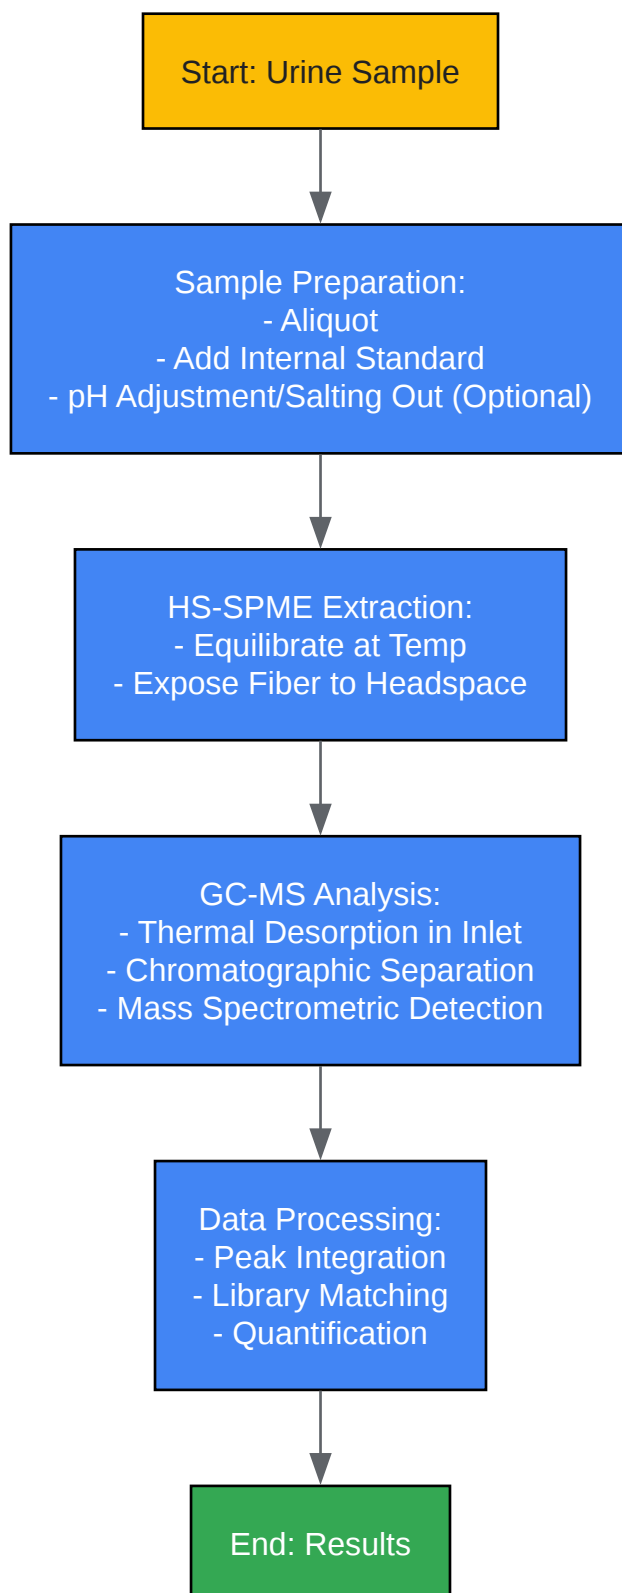 Start: Urine Sample
Sample Preparation:
- Aliquot
- Add Internal Standard
- pH Adjustment/Salting Out (Optional)
HS-SPME Extraction:
- Equilibrate at Temp
- Expose Fiber to Headspace
GC-MS Analysis:
- Thermal Desorption in Inlet
- Chromatographic Separation
- Mass Spectrometric Detection
Data Processing:
- Peak Integration
- Library Matching
- Quantification
End: Results